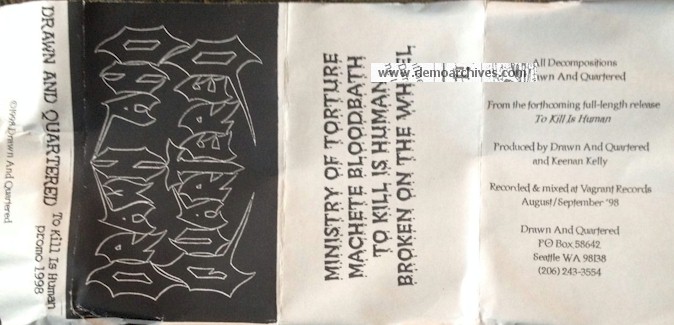 ©1998 Drawn And Quartered
DRAWN AND QUARTERED To Kill Is Human
Promo 1998
DRAWN AND
QUARTERED
MINISTRY OF TORTURE
MACHETE BLOODBATH
TO KILL IS HUMAN
BROKEN ON THE WHEEL
www.demoarchives.com
All Decompositions
Drawn And Quartered
From the forthcoming full-length release
To Kill Is Human
Produced by Drawn And Quartered
and Keenan Kelly
Recorded & mixed at Vagrant Records
August/September '98
Drawn And Quartered
PO Box 58642
Seattle WA 98138
(206) 243-3554